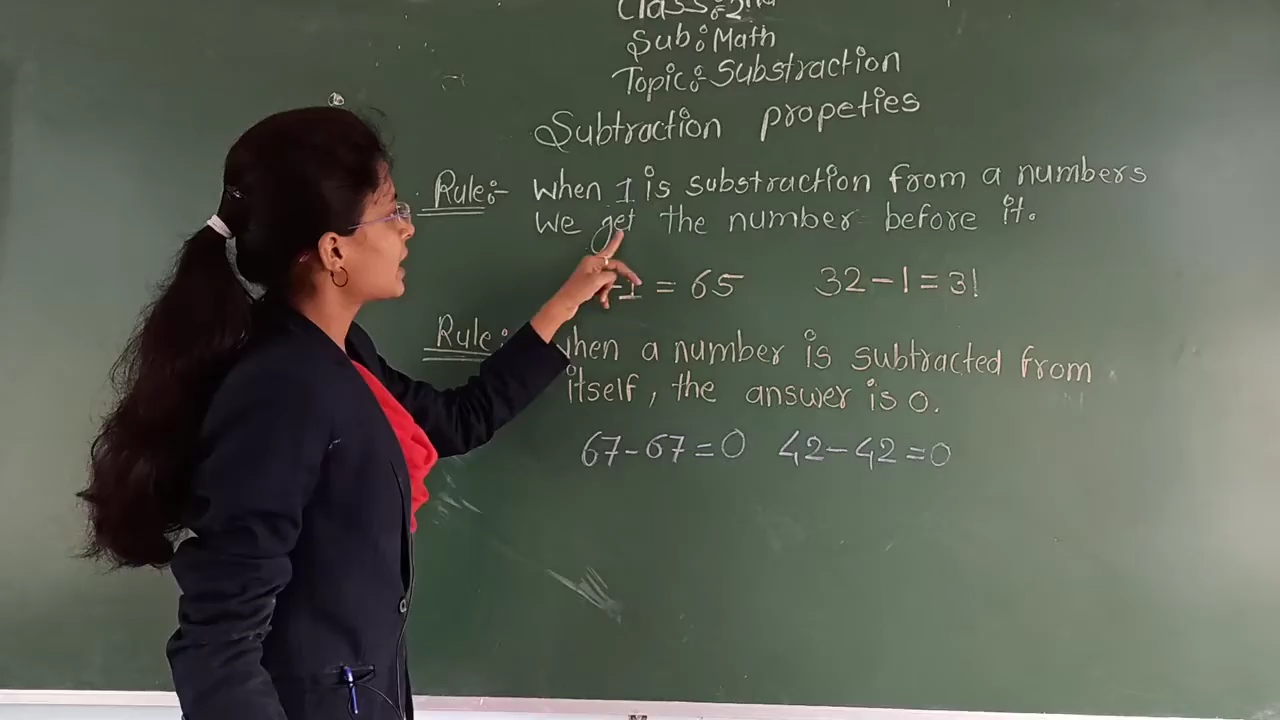 Class:-2nd
Sub:Math
Topic:-Substraction
Subtraction propeties
Rule:- When 1 is substraction from a numbers
we get the number before it.
-1 = 65 32-1=31
Rule: when a number is subtracted from
itself, the answer is 0.
67-67=0 42-42=0